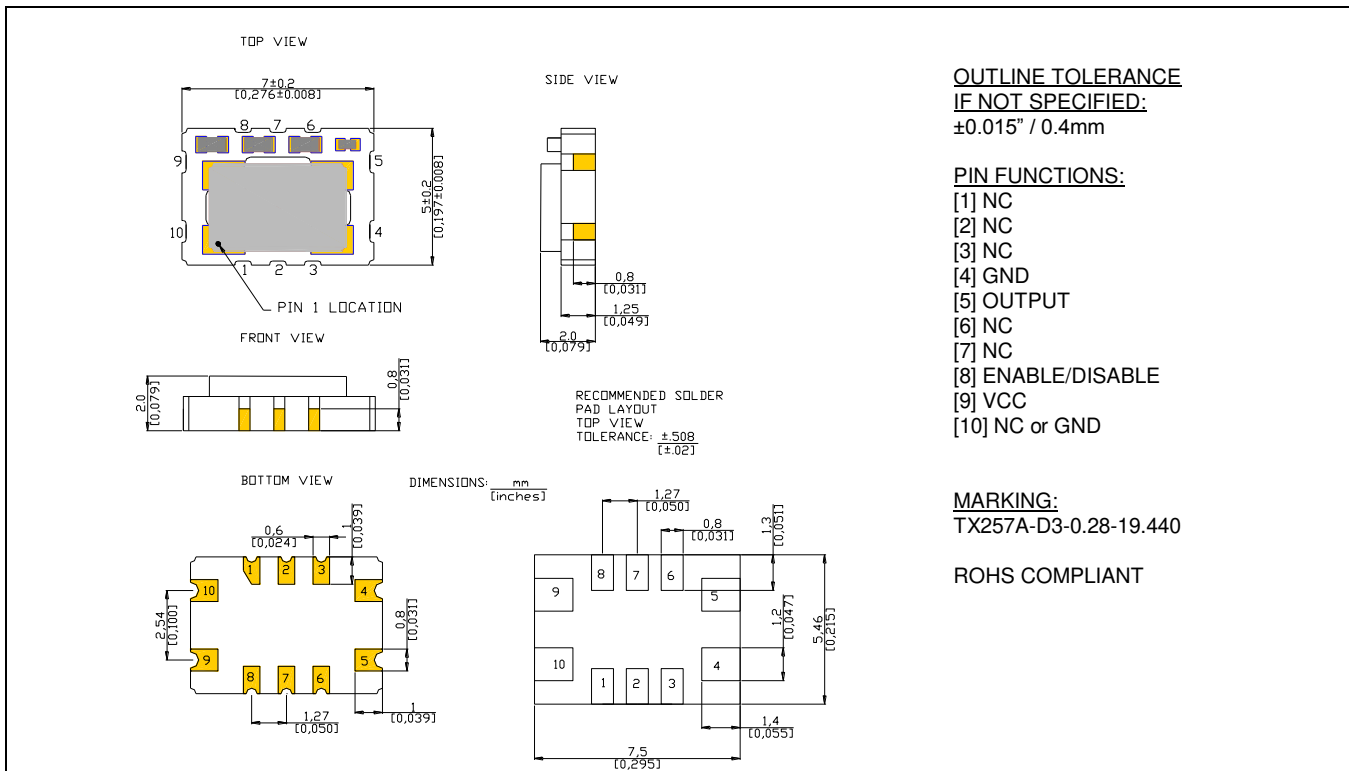 TOP VIEW
7±0.2
[0,276±0.008]
8 7 6
9 5
10 4
1 2 3
5±0.2
[0,197±0.008]
PIN 1 LOCATION
SIDE VIEW
0,8
[0,031]
1,25
[0,049]
2.0
[0,079]
FRONT VIEW
2.0
[0,079]
0,8
[0,031]
RECOMMENDED SOLDER
PAD LAYOUT
TOP VIEW
TOLERANCE: ±.508
[±.02]
BOTTOM VIEW
DIMENSIONS: mm
[inches]
0,6
[0,024]
1
[0,039]
1 2 3
10 4
9 5
8 7 6
2,54
[0,100]
0,8
[0,031]
1,27
[0,050]
1
[0,039]
1,27
[0,050]
0,8
[0,031]
1,3
[0,051]
8 7 6
9 5
10 4
1 2 3
1,2
[0,047]
5,46
[0,215]
1,4
[0,055]
7,5
[0,295]
OUTLINE TOLERANCE
IF NOT SPECIFIED:
±0.015” / 0.4mm
PIN FUNCTIONS:
[1] NC
[2] NC
[3] NC
[4] GND
[5] OUTPUT
[6] NC
[7] NC
[8] ENABLE/DISABLE
[9] VCC
[10] NC or GND
MARKING:
TX257A-D3-0.28-19.440
ROHS COMPLIANT